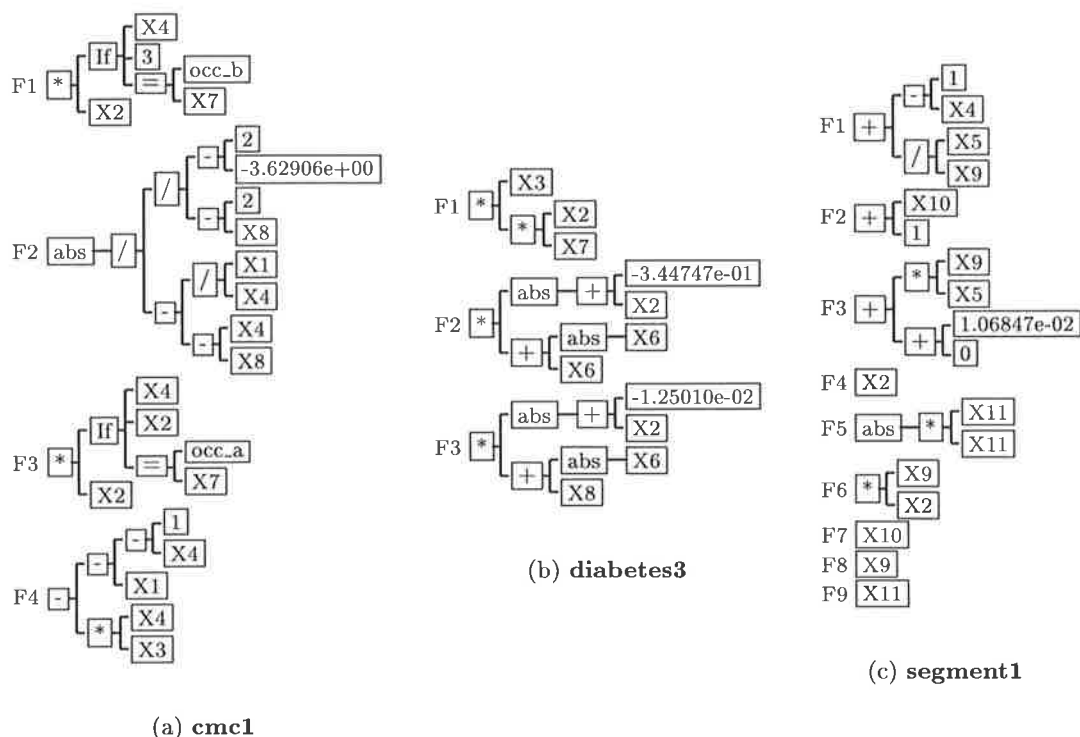 X4
If
3
occ_b
F1 * =
X7
X2
2
-
-3.62906e+00
/
2
-
X8
F2 abs /
X1
/
X4
-
X4
-
X8
X4
If
X2
occ_a
F3 * =
X7
X2
1
-
X4
-
X1
F4 -
X4
*
X3
(a) cmc1
X3
F1 *
X2
*
X7
-3.44747e-01
abs +
X2
F2 *
abs X6
+
X6
-1.25010e-02
abs +
X2
F3 *
abs X6
+
X8
(b) diabetes3
1
-
X4
F1 +
X5
/
X9
X10
F2 +
1
X9
*
X5
F3 +
1.06847e-02
+
0
F4 X2
X11
F5 abs *
X11
X9
F6 *
X2
F7 X10
F8 X9
F9 X11
(c) segment1